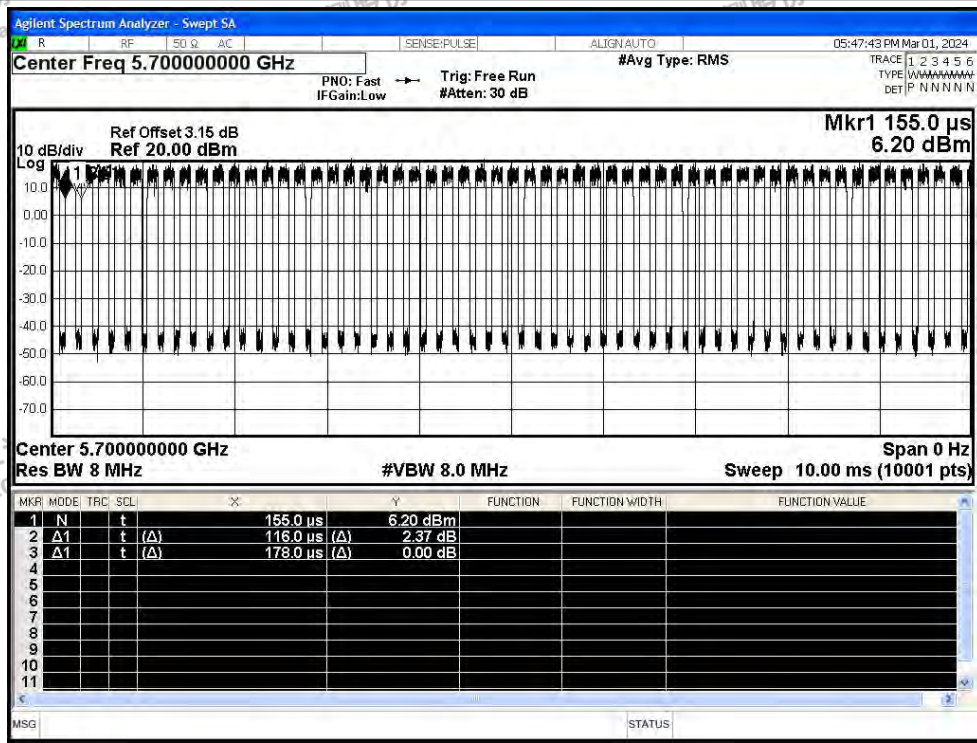 Agilent Spectrum Analyzer - Swept SA
R RF 50 Ω AC SENSE:PULSE ALIGNAUTO 05:47:43 PM Mar 01, 2024
Center Freq 5.700000000 GHz #Avg Type: RMS TRACE 1 2 3 4 5 6
PNO: Fast Trig: Free Run TYPE WWWWWW
IFGain:Low #Atten: 30 dB DET P N N N N N
Mkr1 155.0 µs
Ref Offset 3.15 dB
10 dB/div Ref 20.00 dBm 6.20 dBm
Log
1
10.0
0.00
-10.0
-20.0
-30.0
-40.0
-50.0
-60.0
-70.0
Center 5.700000000 GHz Span 0 Hz
Res BW 8 MHz #VBW 8.0 MHz Sweep 10.00 ms (10001 pts)
MKR MODE TRC SCL X Y FUNCTION FUNCTION WIDTH FUNCTION VALUE
1 N t 155.0 µs 6.20 dBm
2 Δ1 t (Δ) 116.0 µs (Δ) 2.37 dB
3 Δ1 t (Δ) 178.0 µs (Δ) 0.00 dB
4
5
6
7
8
9
10
11
MSG STATUS